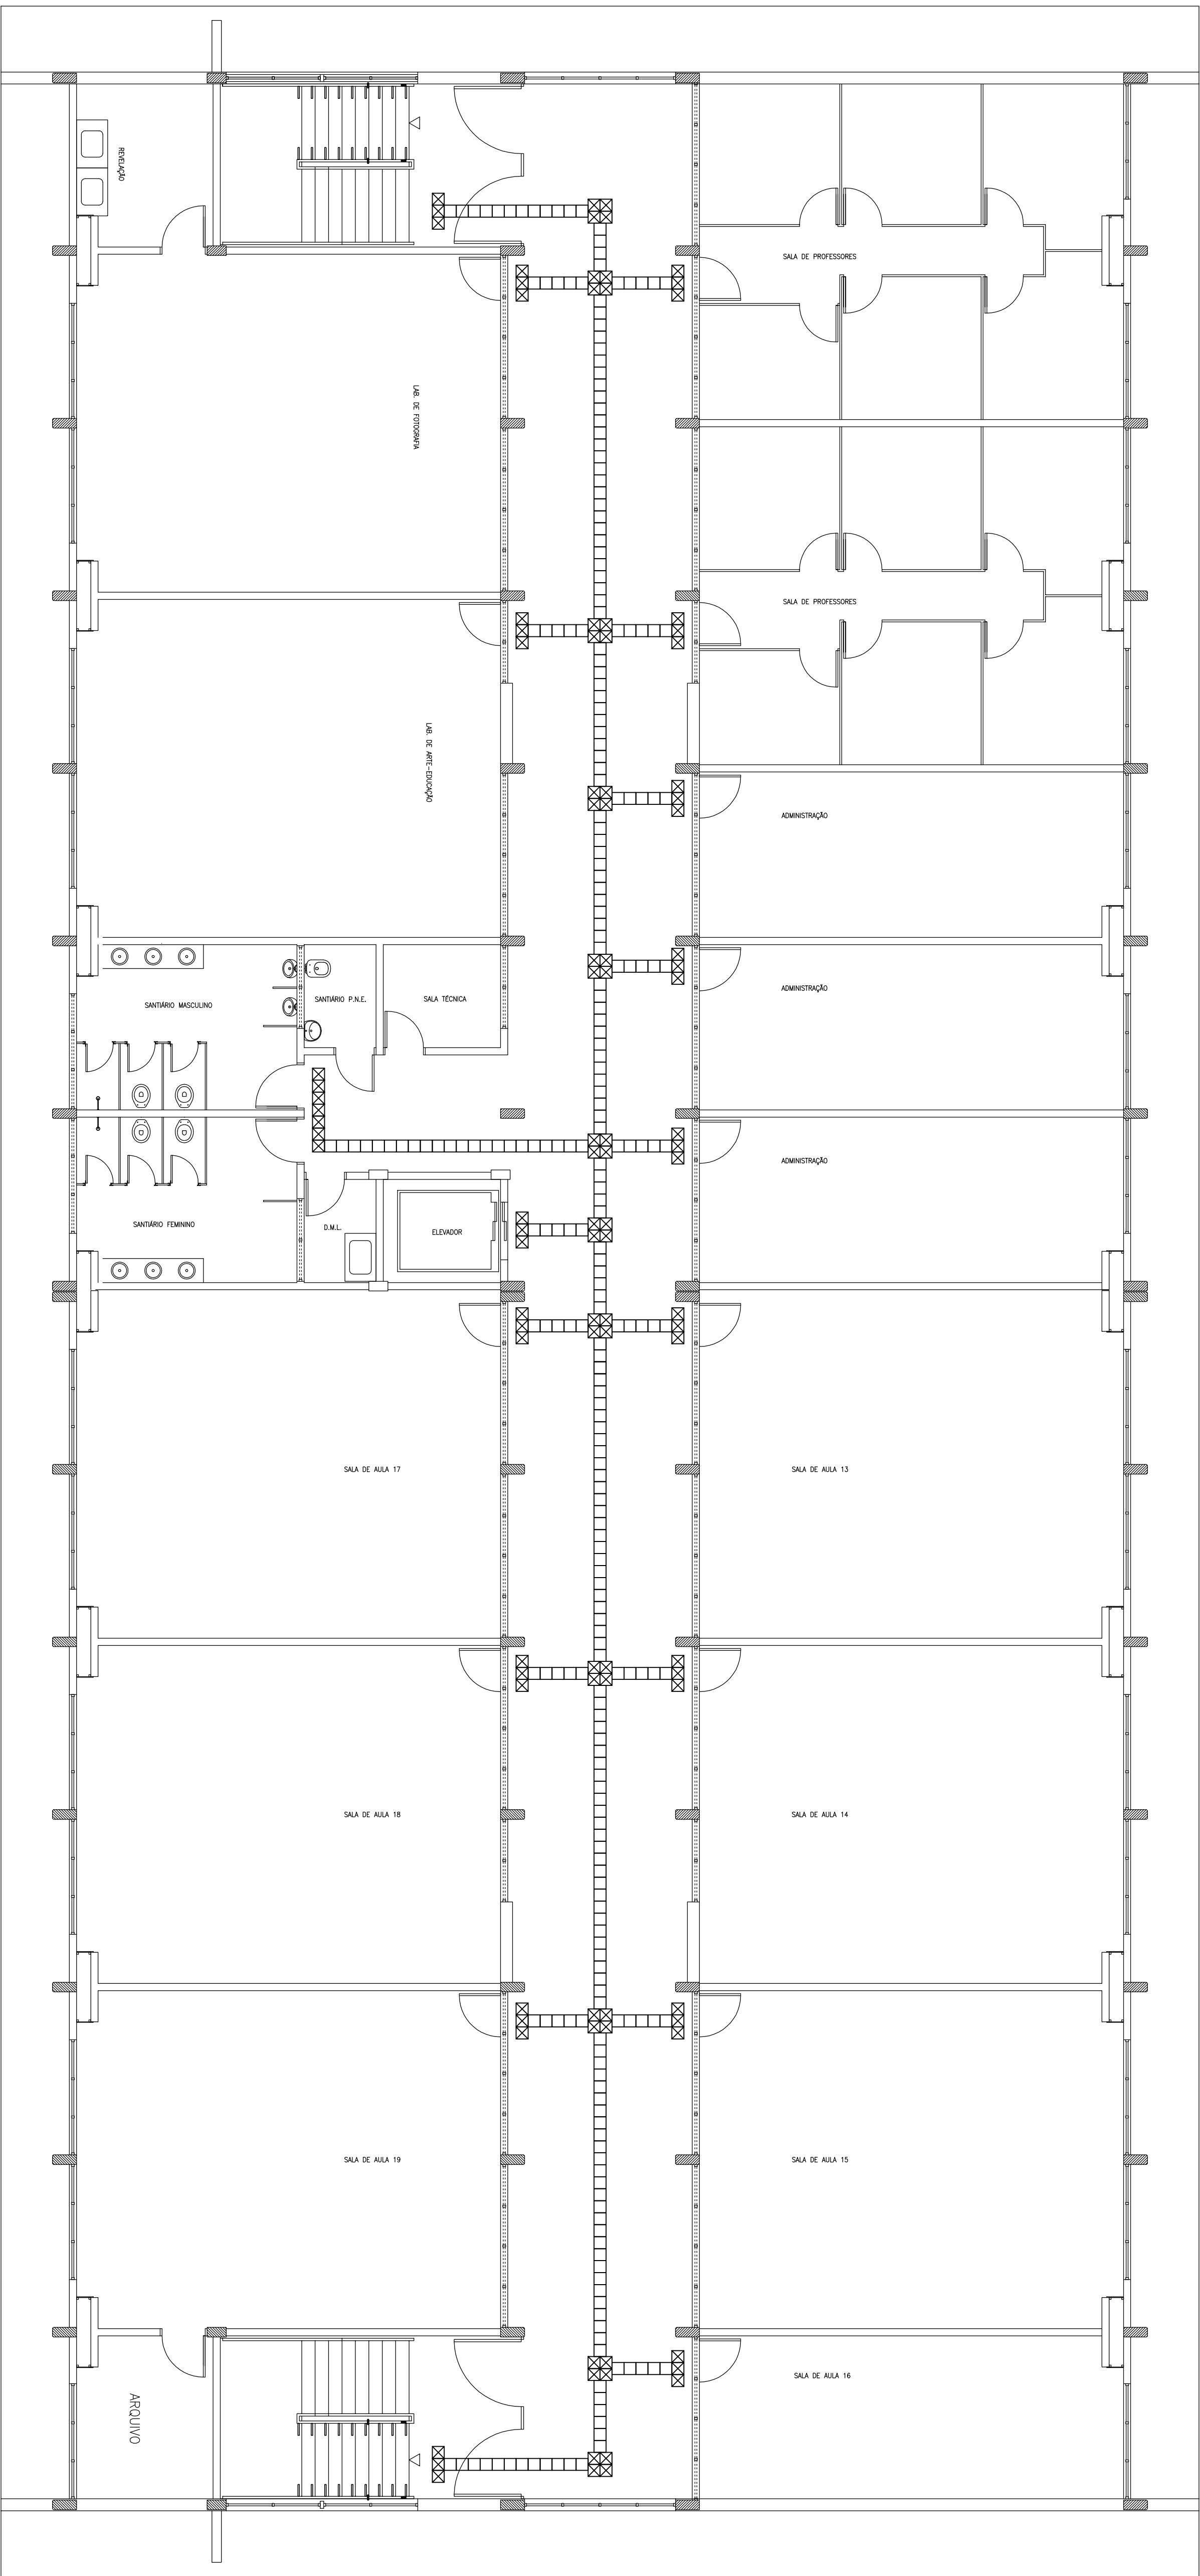 REVELAÇÃO
SALA DE PROFESSORES
LAB. DE FOTOGRAFIA
SALA DE PROFESSORES
LAB. DE ARTE-EDUCAÇÃO
ADMINISTRAÇÃO
SANTIÁRIO MASCULINO
SANTIÁRIO P.N.E.
SALA TÉCNICA
ADMINISTRAÇÃO
ADMINISTRAÇÃO
SANTIÁRIO FEMININO
D.M.L.
ELEVADOR
SALA DE AULA 17
SALA DE AULA 13
SALA DE AULA 18
SALA DE AULA 14
SALA DE AULA 19
SALA DE AULA 15
SALA DE AULA 16
ARQUIVO